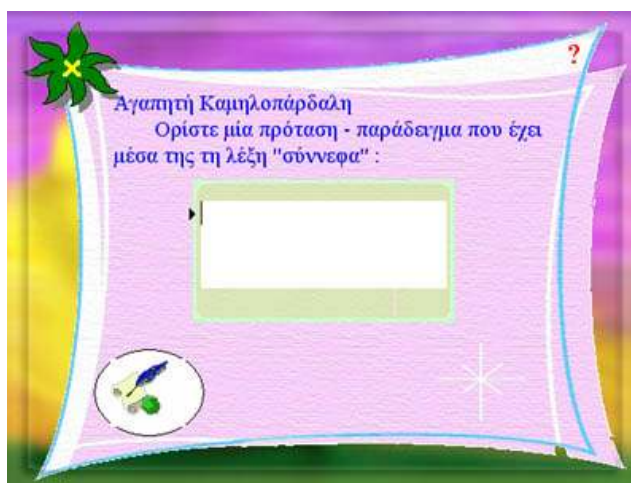 ?
Αγαπητή Καμηλοπάρδαλη
Ορίστε μία πρόταση - παράδειγμα που έχει
μέσα της τη λέξη "σύννεφα" :